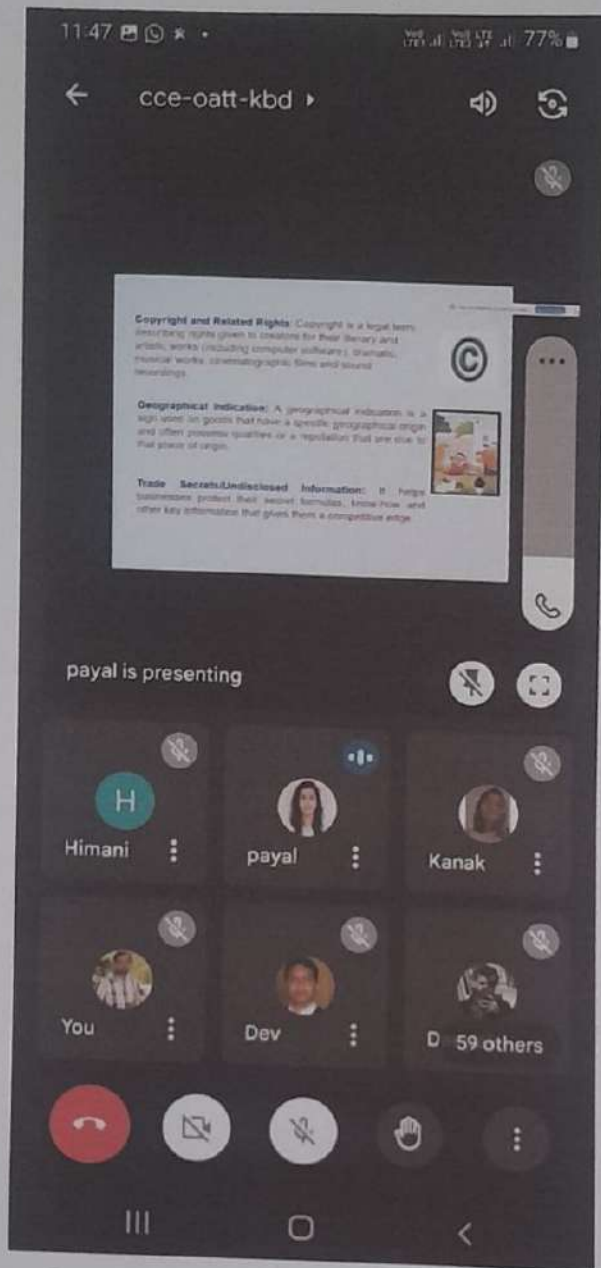 11:47
77%
cce-oatt-kbd
Copyright and Related Rights: Copyright is a legal term
describing rights given to creators for their literary and
artistic works (including computer software), dramatic,
musical works, cinematographic films and sound
recordings.
©
Geographical Indication: A geographical indication is a
sign used on goods that have a specific geographical origin
and often possess qualities or a reputation that are due to
that place of origin.
Trade Secrets/Undisclosed Information: It helps
businesses protect their secret formulas, know-how and
other key information that gives them a competitive edge.
payal is presenting
H
Himani
payal
Kanak
You
Dev
D 59 others